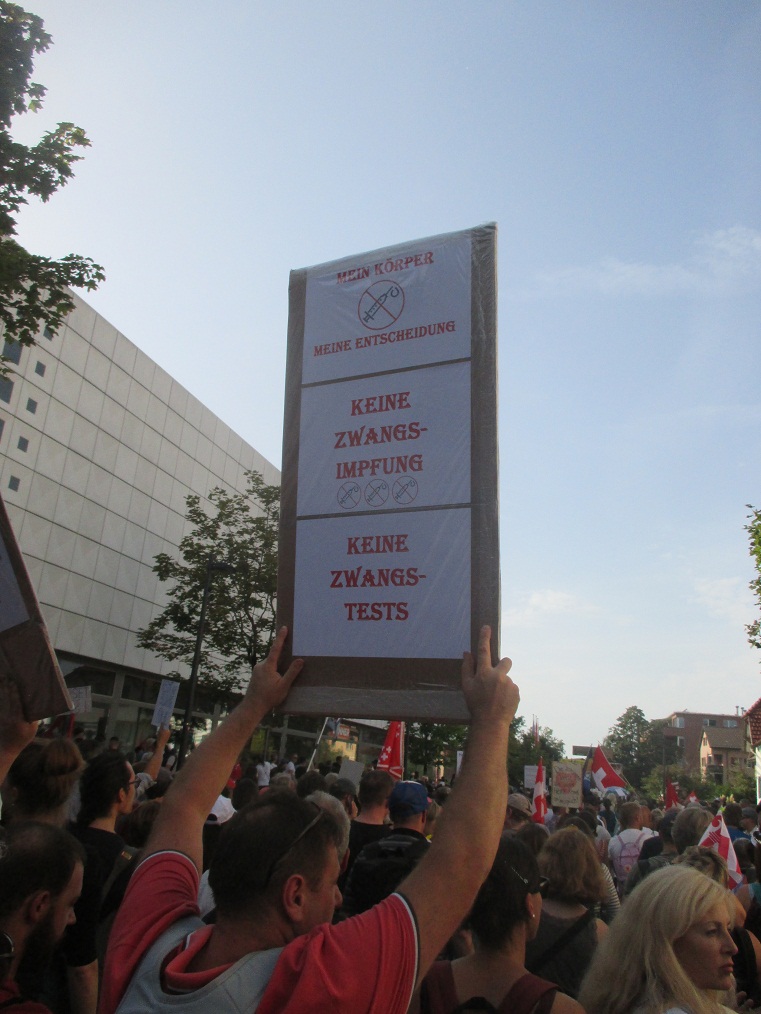 MEIN KÖRPER
MEINE ENTSCHEIDUNG
KEINE
ZWANGS-
IMPFUNG
KEINE
ZWANGS-
TESTS